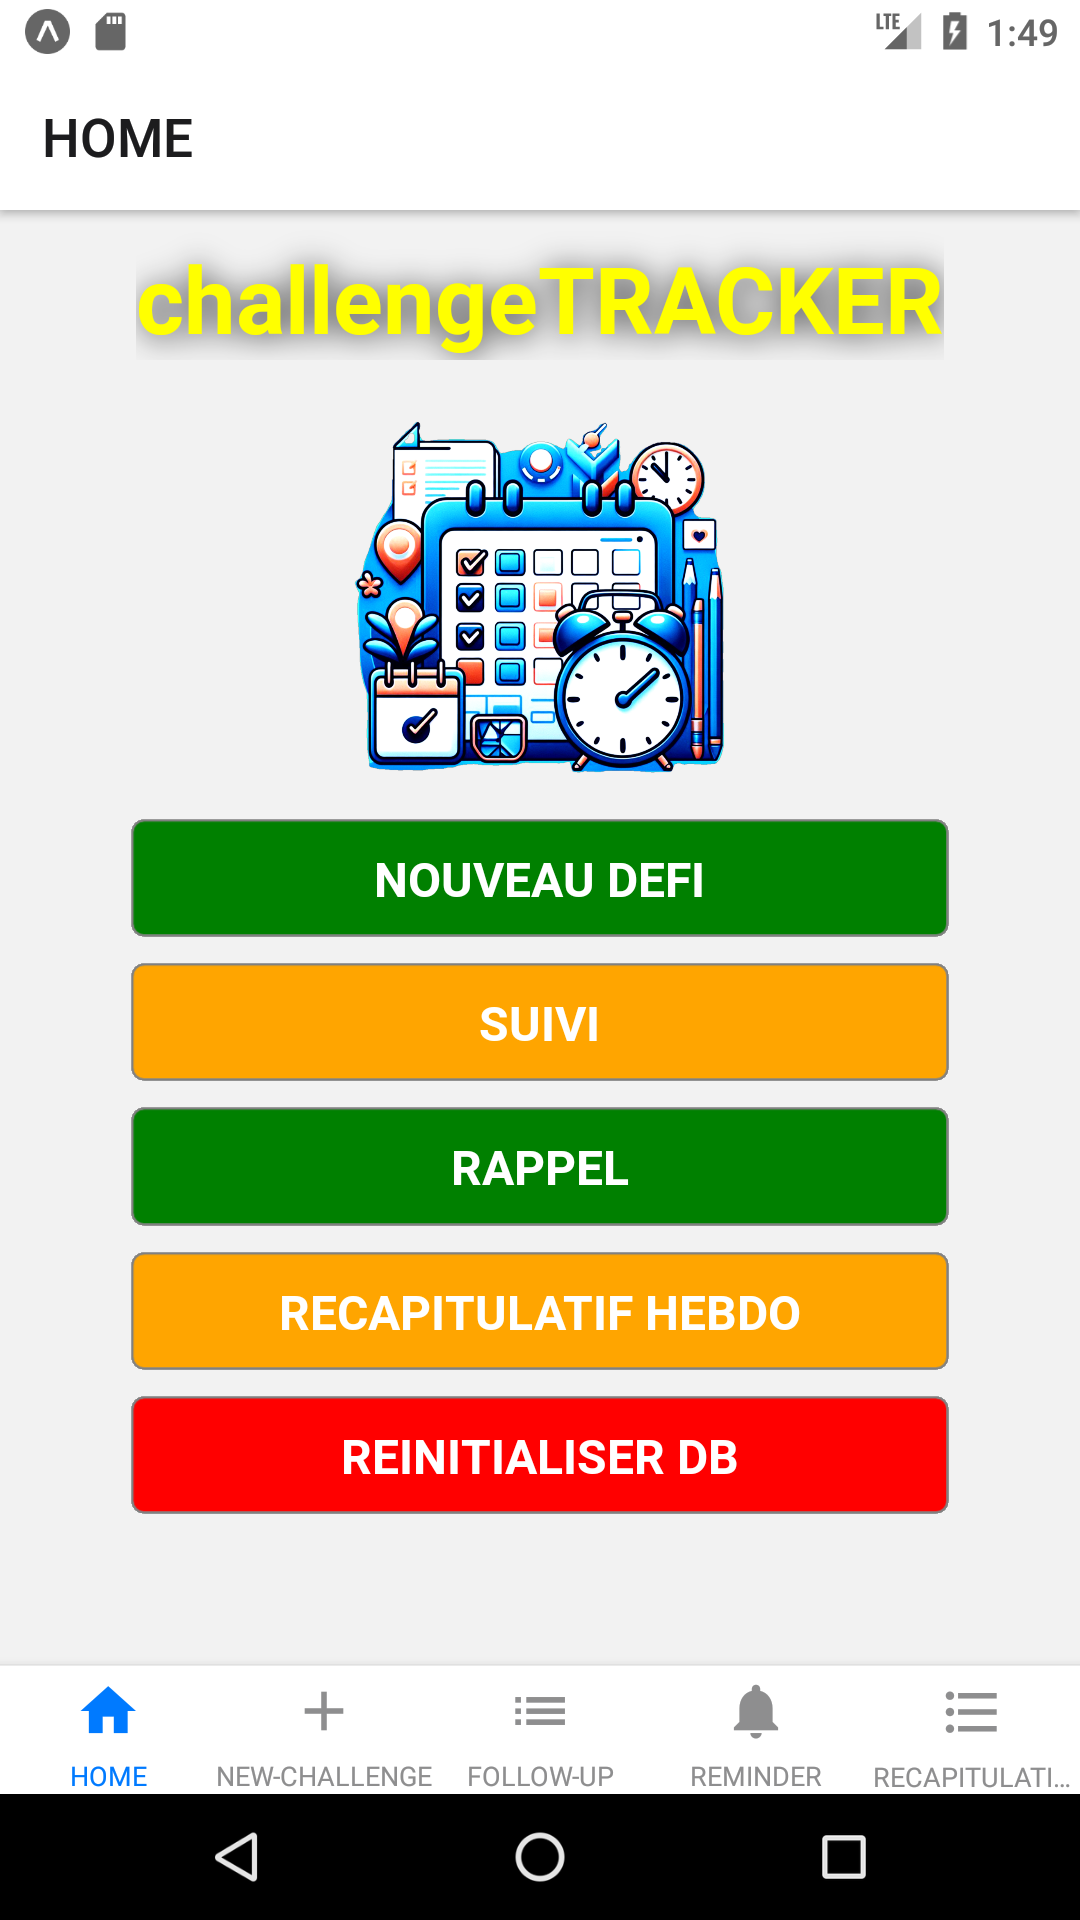 LTE 1:49
HOME
challengeTRACKER
NOUVEAU DEFI
SUIVI
RAPPEL
RECAPITULATIF HEBDO
REINITIALISER DB
HOME NEW-CHALLENGE FOLLOW-UP REMINDER RECAPITULATI...